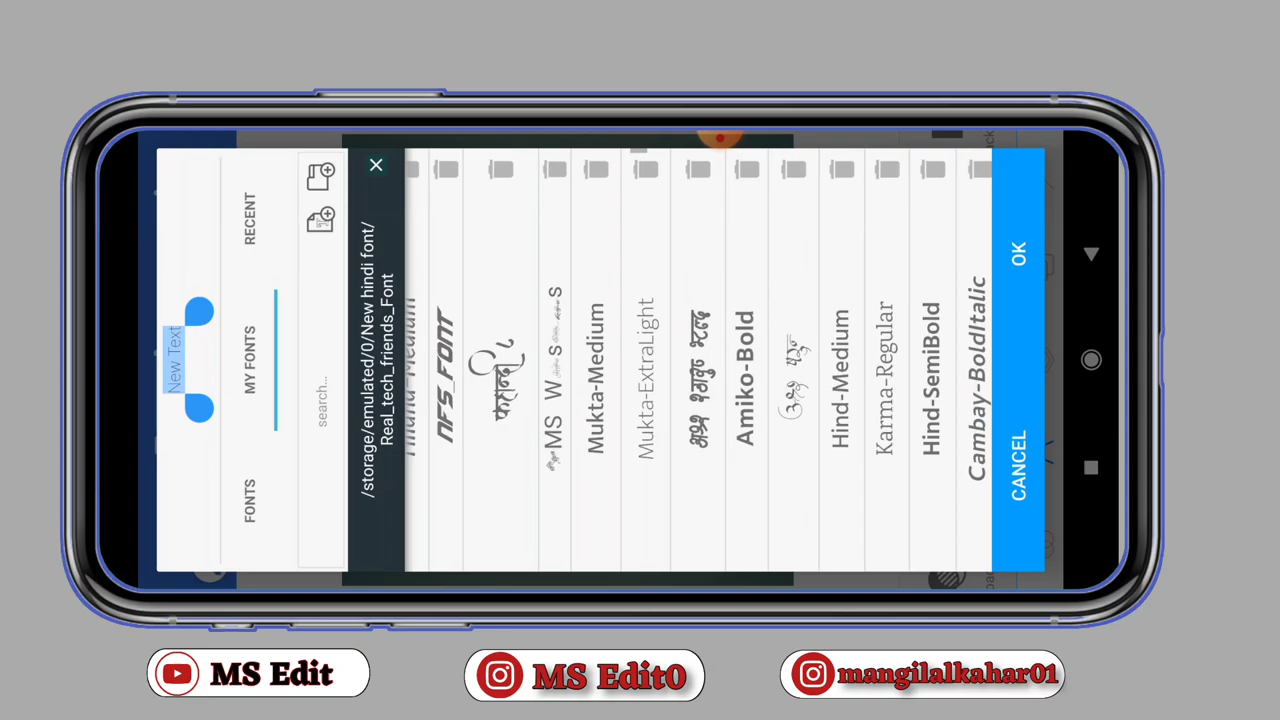 New Text
FONTS
MY FONTS
RECENT
search...
/storage/emulated/0/New hindi font/
Real_tech_friends_Font
NFS_FONT
Mukta-Medium
Mukta-ExtraLight
Amiko-Bold
Hind-Medium
Karma-Regular
Hind-SemiBold
Cambay-BoldItalic
CANCEL
OK
MS Edit
MS Edit0
mangilalkahar01